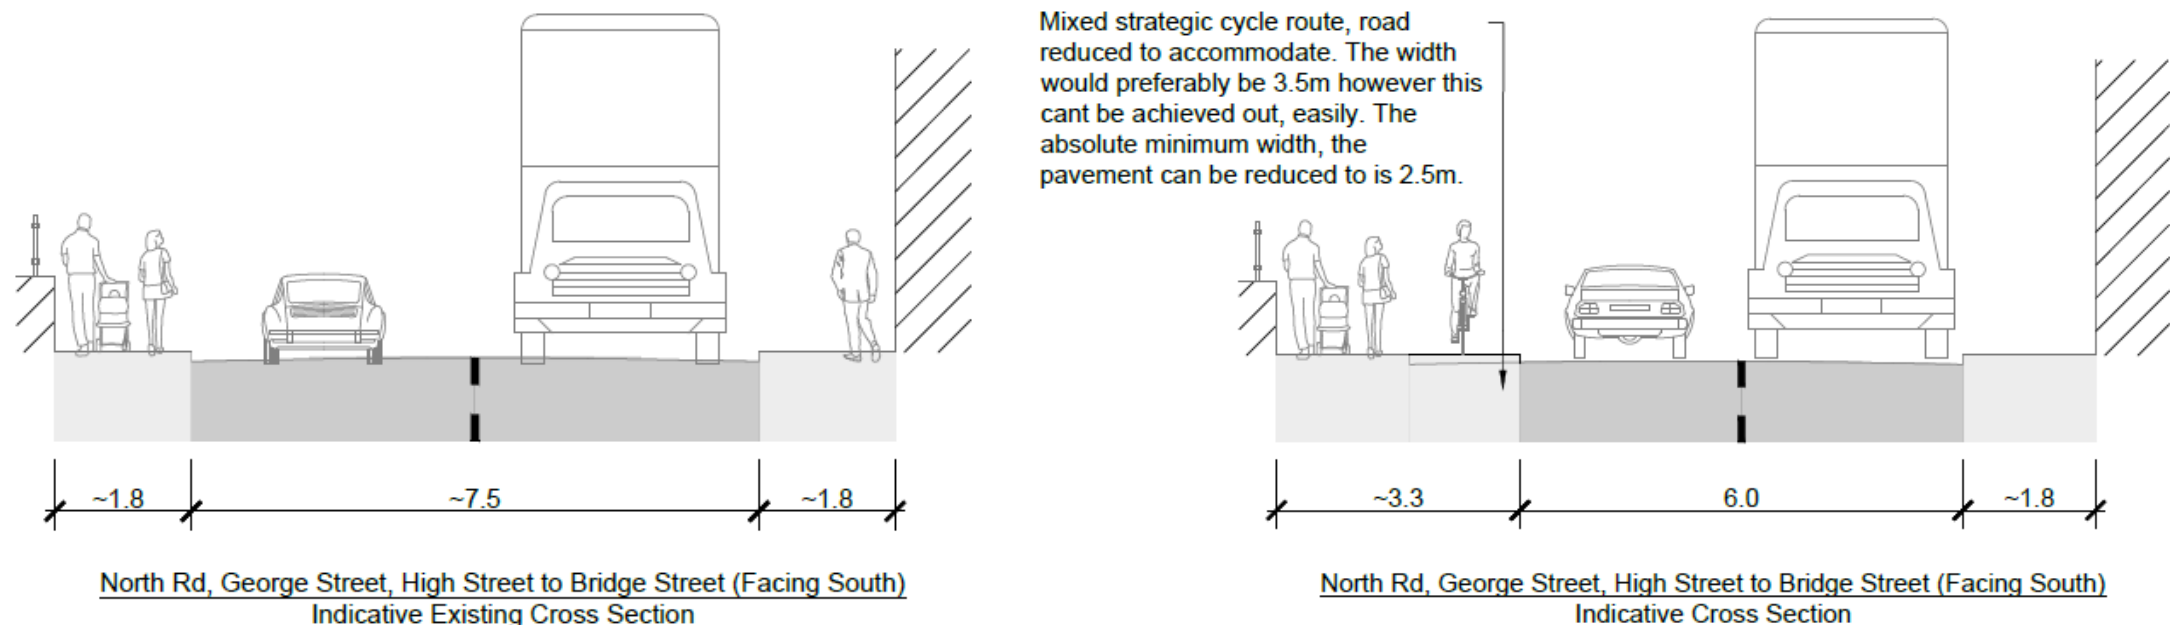 Mixed strategic cycle route, road
reduced to accommodate. The width
would preferably be 3.5m however this
cant be achieved out, easily. The
absolute minimum width, the
pavement can be reduced to is 2.5m.
~1.8
~7.5
~1.8
~3.3
6.0
~1.8
North Rd, George Street, High Street to Bridge Street (Facing South)
Indicative Existing Cross Section
North Rd, George Street, High Street to Bridge Street (Facing South)
Indicative Cross Section